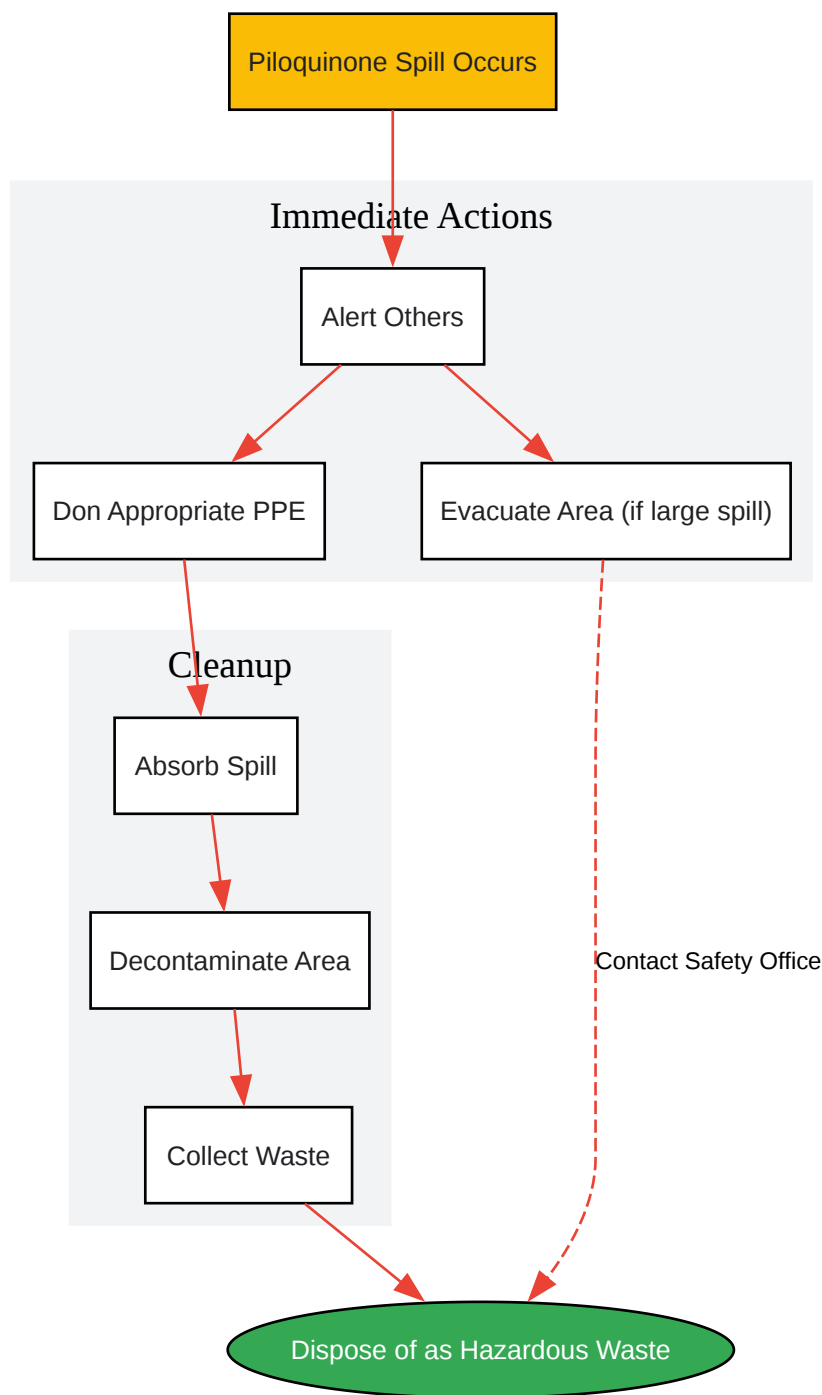 Piloquinone Spill Occurs
Immediate Actions
Alert Others
Don Appropriate PPE
Evacuate Area (if large spill)
Cleanup
Absorb Spill
Decontaminate Area
Contact Safety Office
Collect Waste
Dispose of as Hazardous Waste